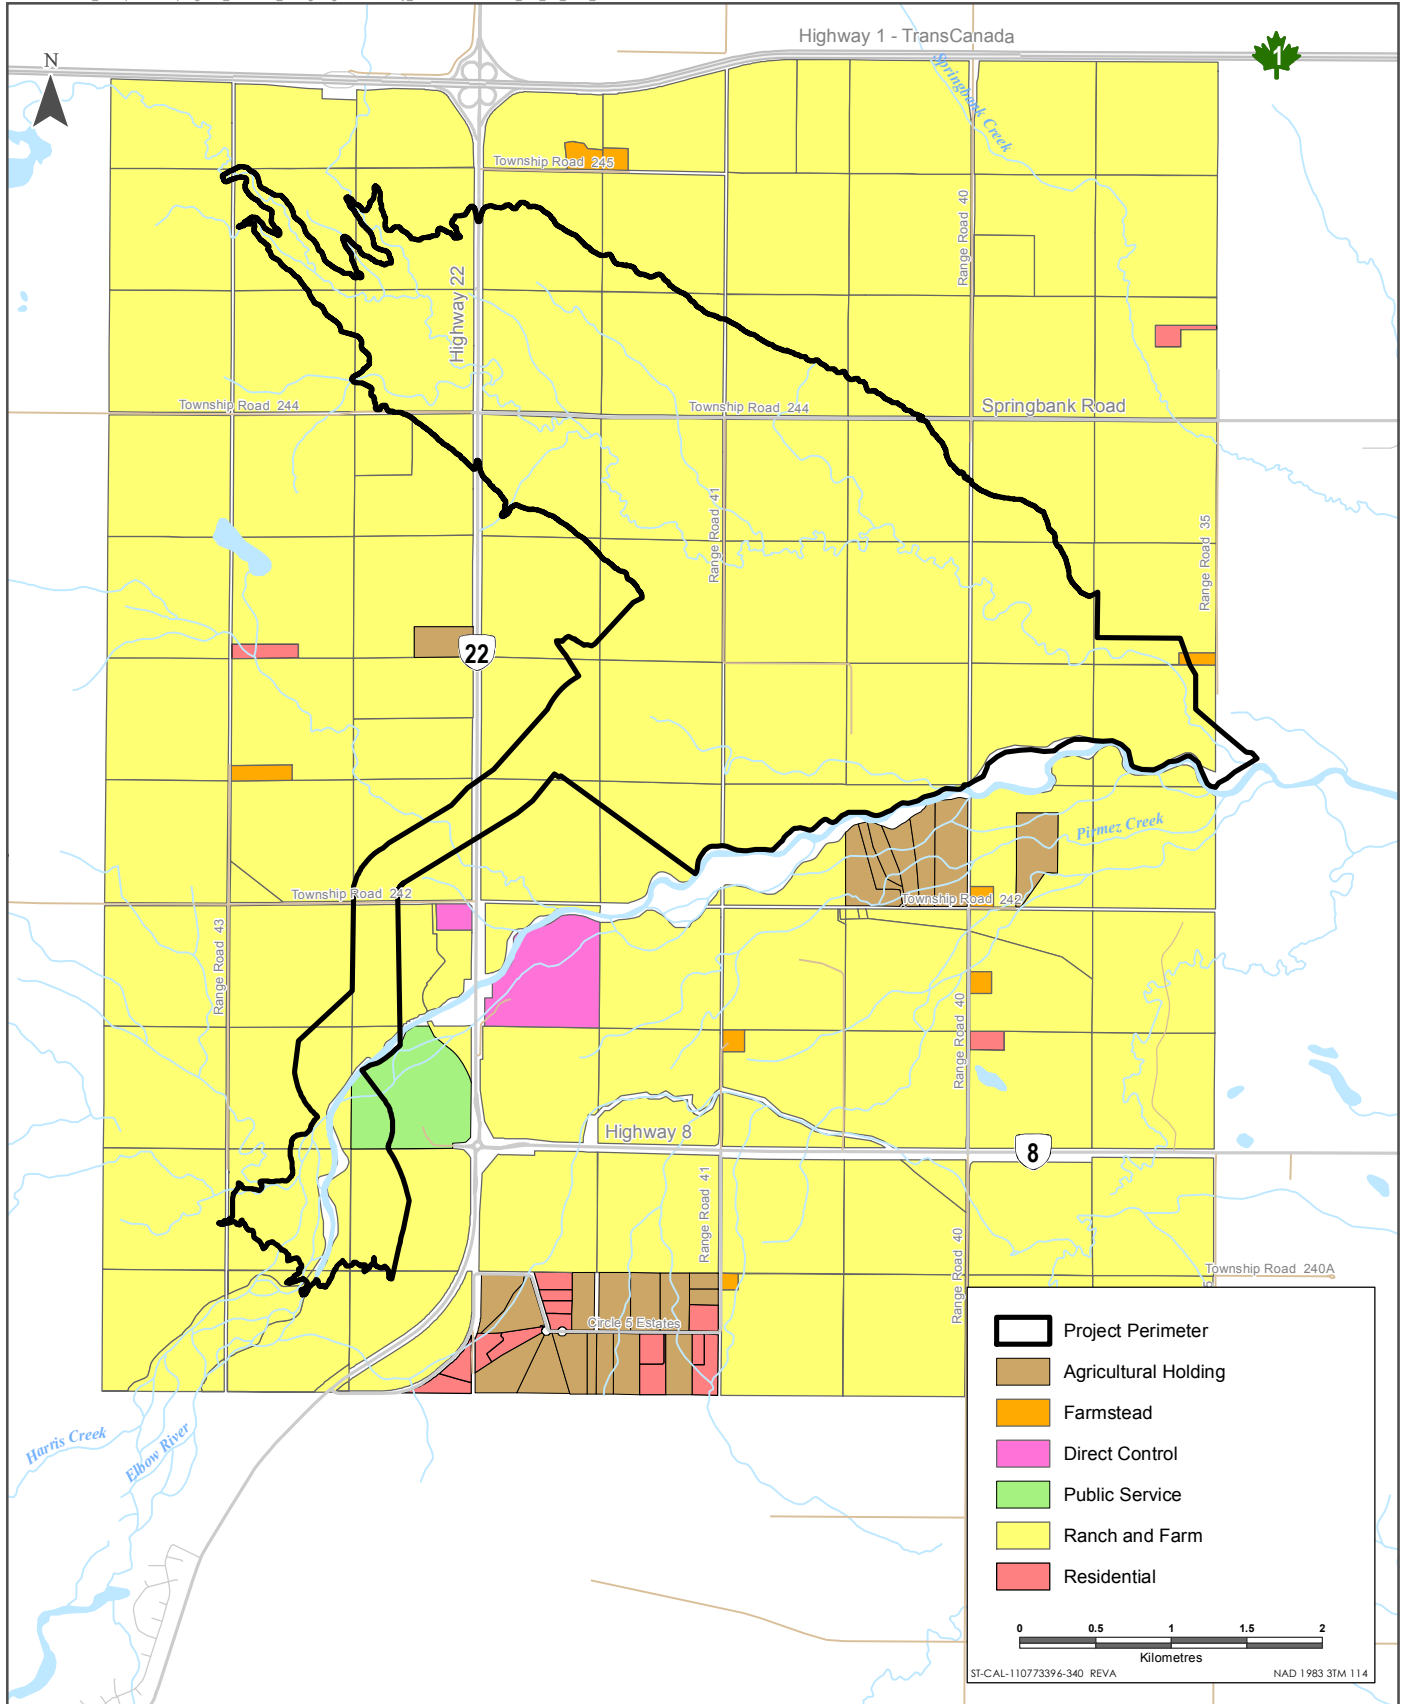 Highway 1 - TransCanada
1
N
Springbank Creek
Township Road 245
Range Road 40
Highway 22
Township Road 244
Township Road 244
Springbank Road
Range Road 41
Range Road 35
22
Pirmez Creek
Township Road 242
Township Road 242
Range Road 43
Range Road 40
Highway 8
8
Range Road 41
Range Road 40
Township Road 240A
5
Circle 5 Estates
Harris Creek
Elbow River
Project Perimeter
Agricultural Holding
Farmstead
Direct Control
Public Service
Ranch and Farm
Residential
0 0.5 1 1.5 2
Kilometres
ST-CAL-110773396-340 REVA NAD 1983 3TM 114